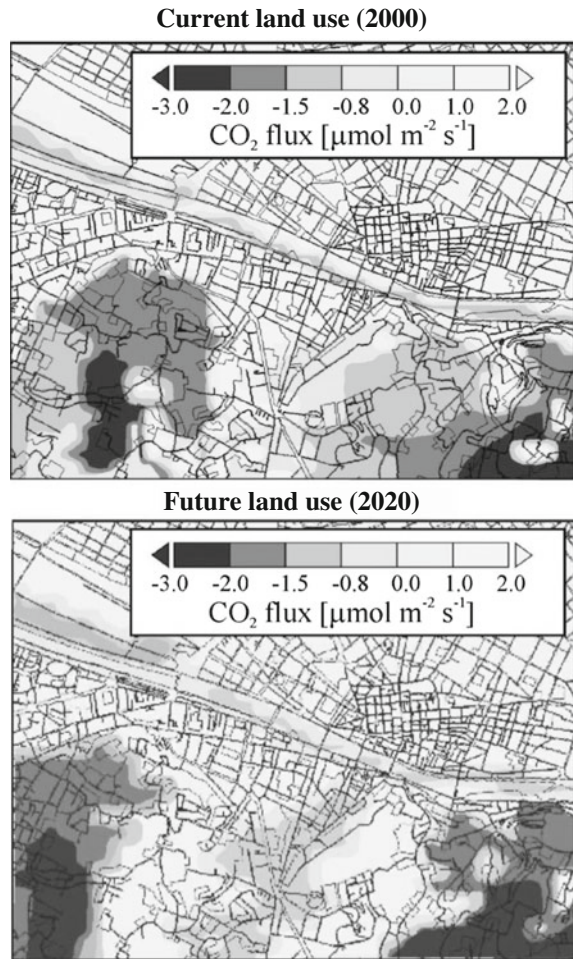 Current land use (2000)
-3.0 -2.0 -1.5 -0.8 0.0 1.0 2.0
CO₂ flux [μmol m⁻² s⁻¹]
Future land use (2020)
-3.0 -2.0 -1.5 -0.8 0.0 1.0 2.0
CO₂ flux [μmol m⁻² s⁻¹]